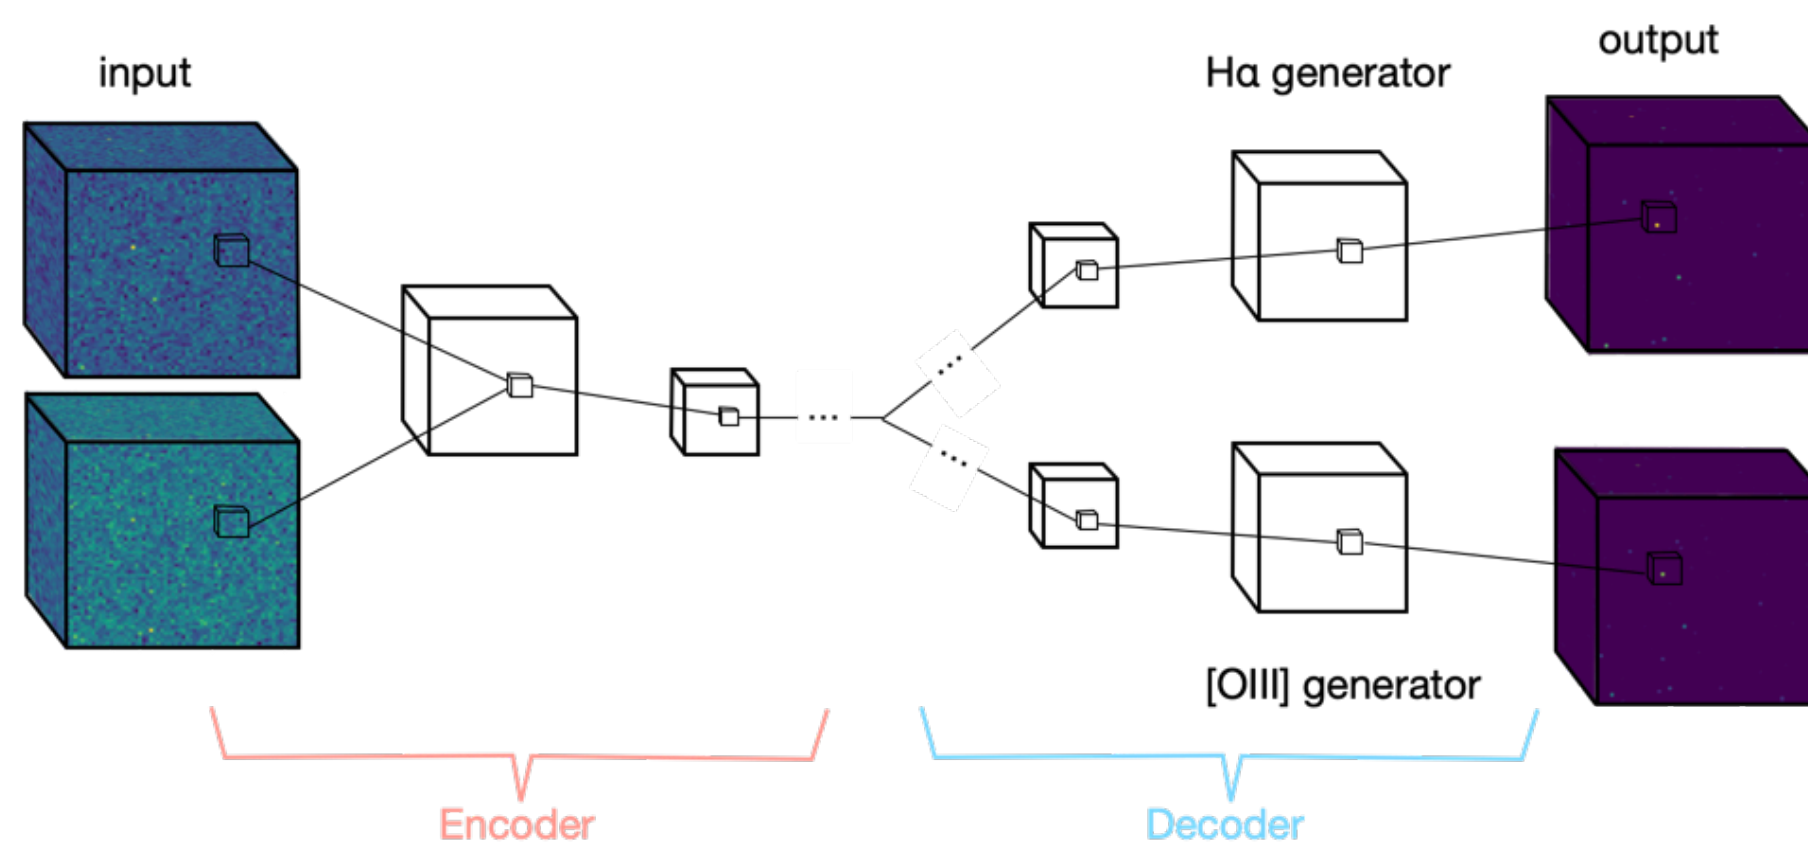 input
Hα generator
output
[OIII] generator
Encoder
Decoder